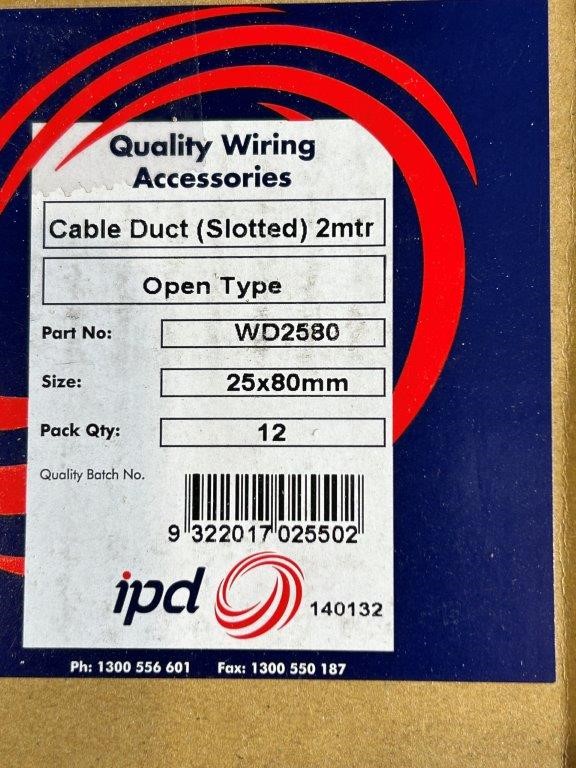 Quality Wiring
Accessories
Cable Duct (Slotted) 2mtr
Open Type
Part No: WD2580
Size: 25x80mm
Pack Qty: 12
Quality Batch No.
9 322017 025502
ipd 140132
Ph: 1300 556 601 Fax: 1300 550 187